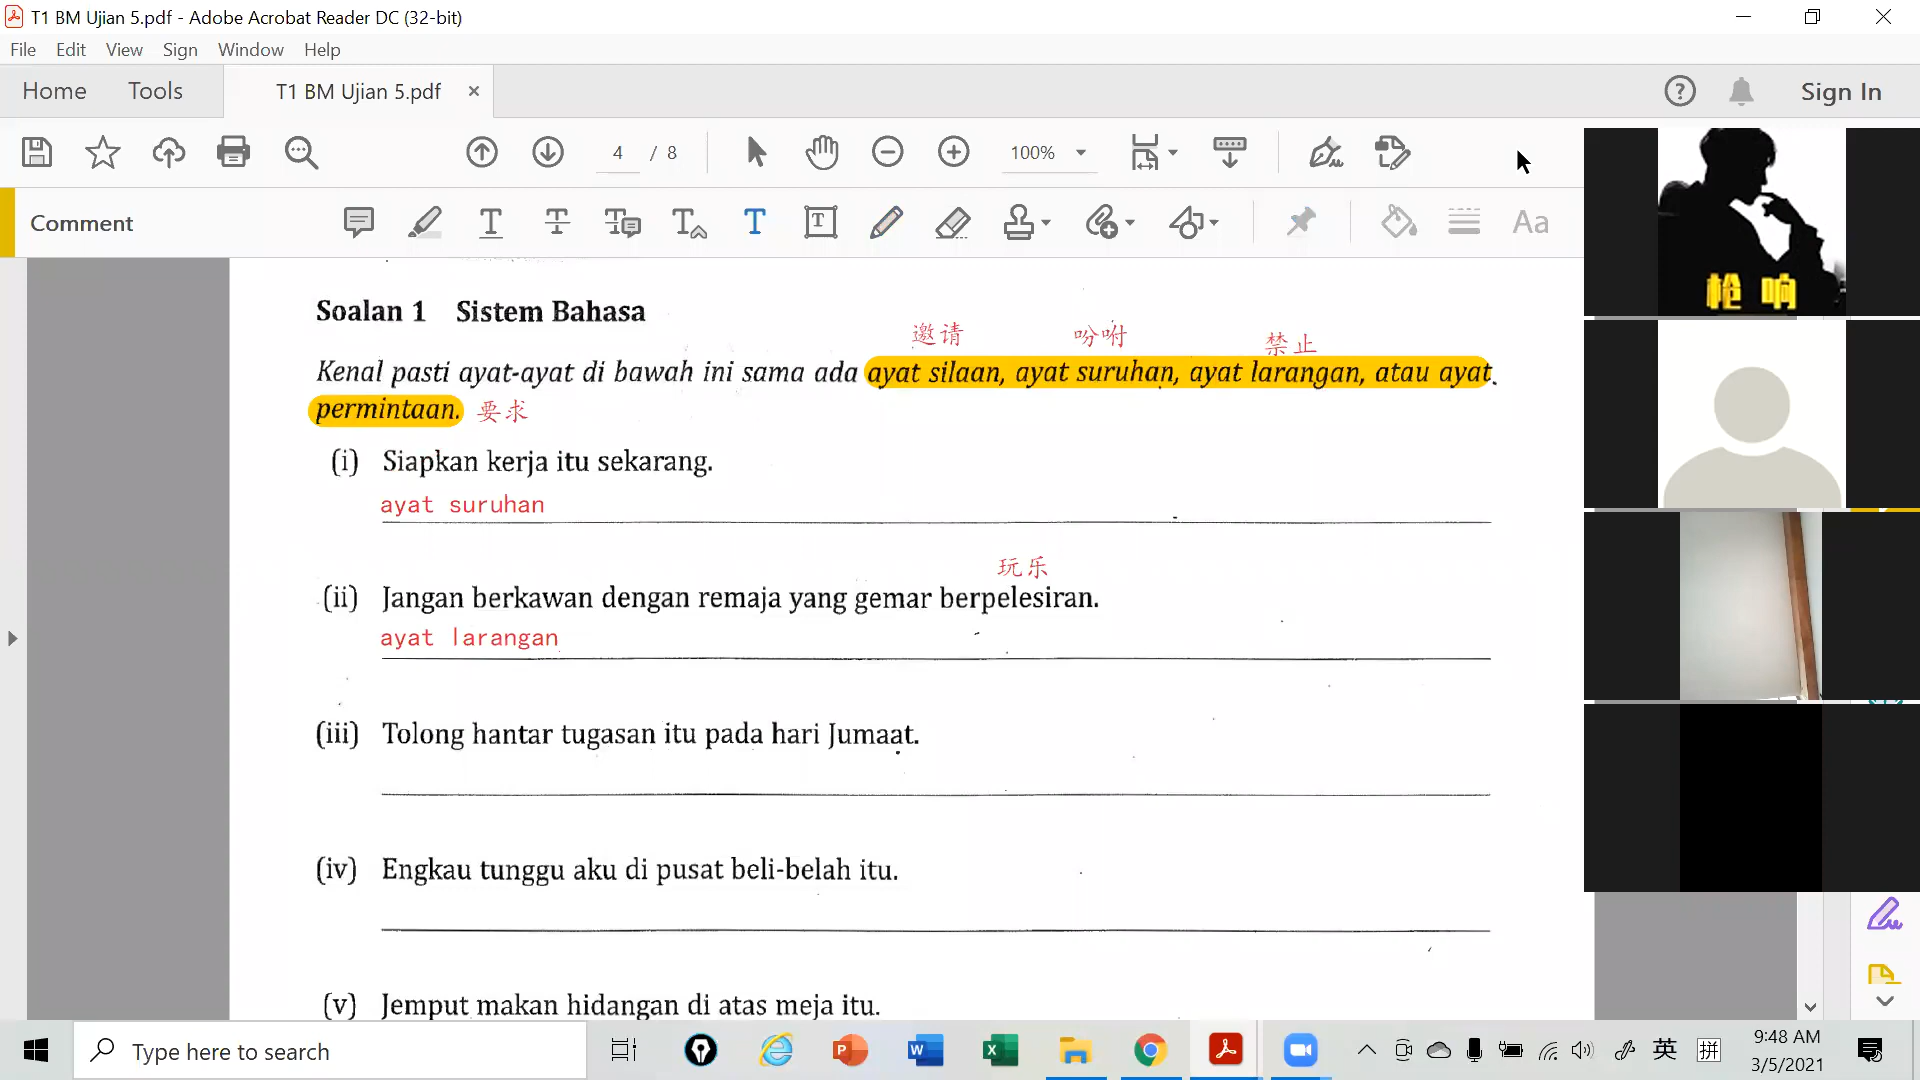 T1 BM Ujian 5.pdf - Adobe Acrobat Reader DC (32-bit)
File Edit View Sign Window Help
Home Tools T1 BM Ujian 5.pdf × Sign In
4 / 8 100%
Comment
Aa
枪响
Soalan 1 Sistem Bahasa
邀请 吩咐 禁止
Kenal pasti ayat-ayat di bawah ini sama ada ayat silaan, ayat suruhan, ayat larangan, atau ayat
permintaan. 要求
(i) Siapkan kerja itu sekarang.
ayat suruhan
玩乐
(ii) Jangan berkawan dengan remaja yang gemar berpelesiran.
ayat larangan
(iii) Tolong hantar tugasan itu pada hari Jumaat.
(iv) Engkau tunggu aku di pusat beli-belah itu.
(v) Jemput makan hidangan di atas meja itu.
Type here to search
英 拼
9:48 AM
3/5/2021